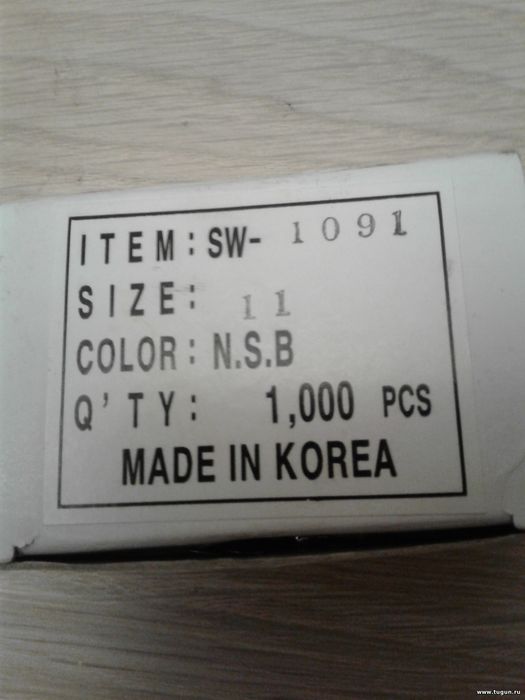 ITEM: SW- 1091
SIZE: 11
COLOR: N.S.B
Q'TY: 1,000 PCS
MADE IN KOREA
www.tugun.ru